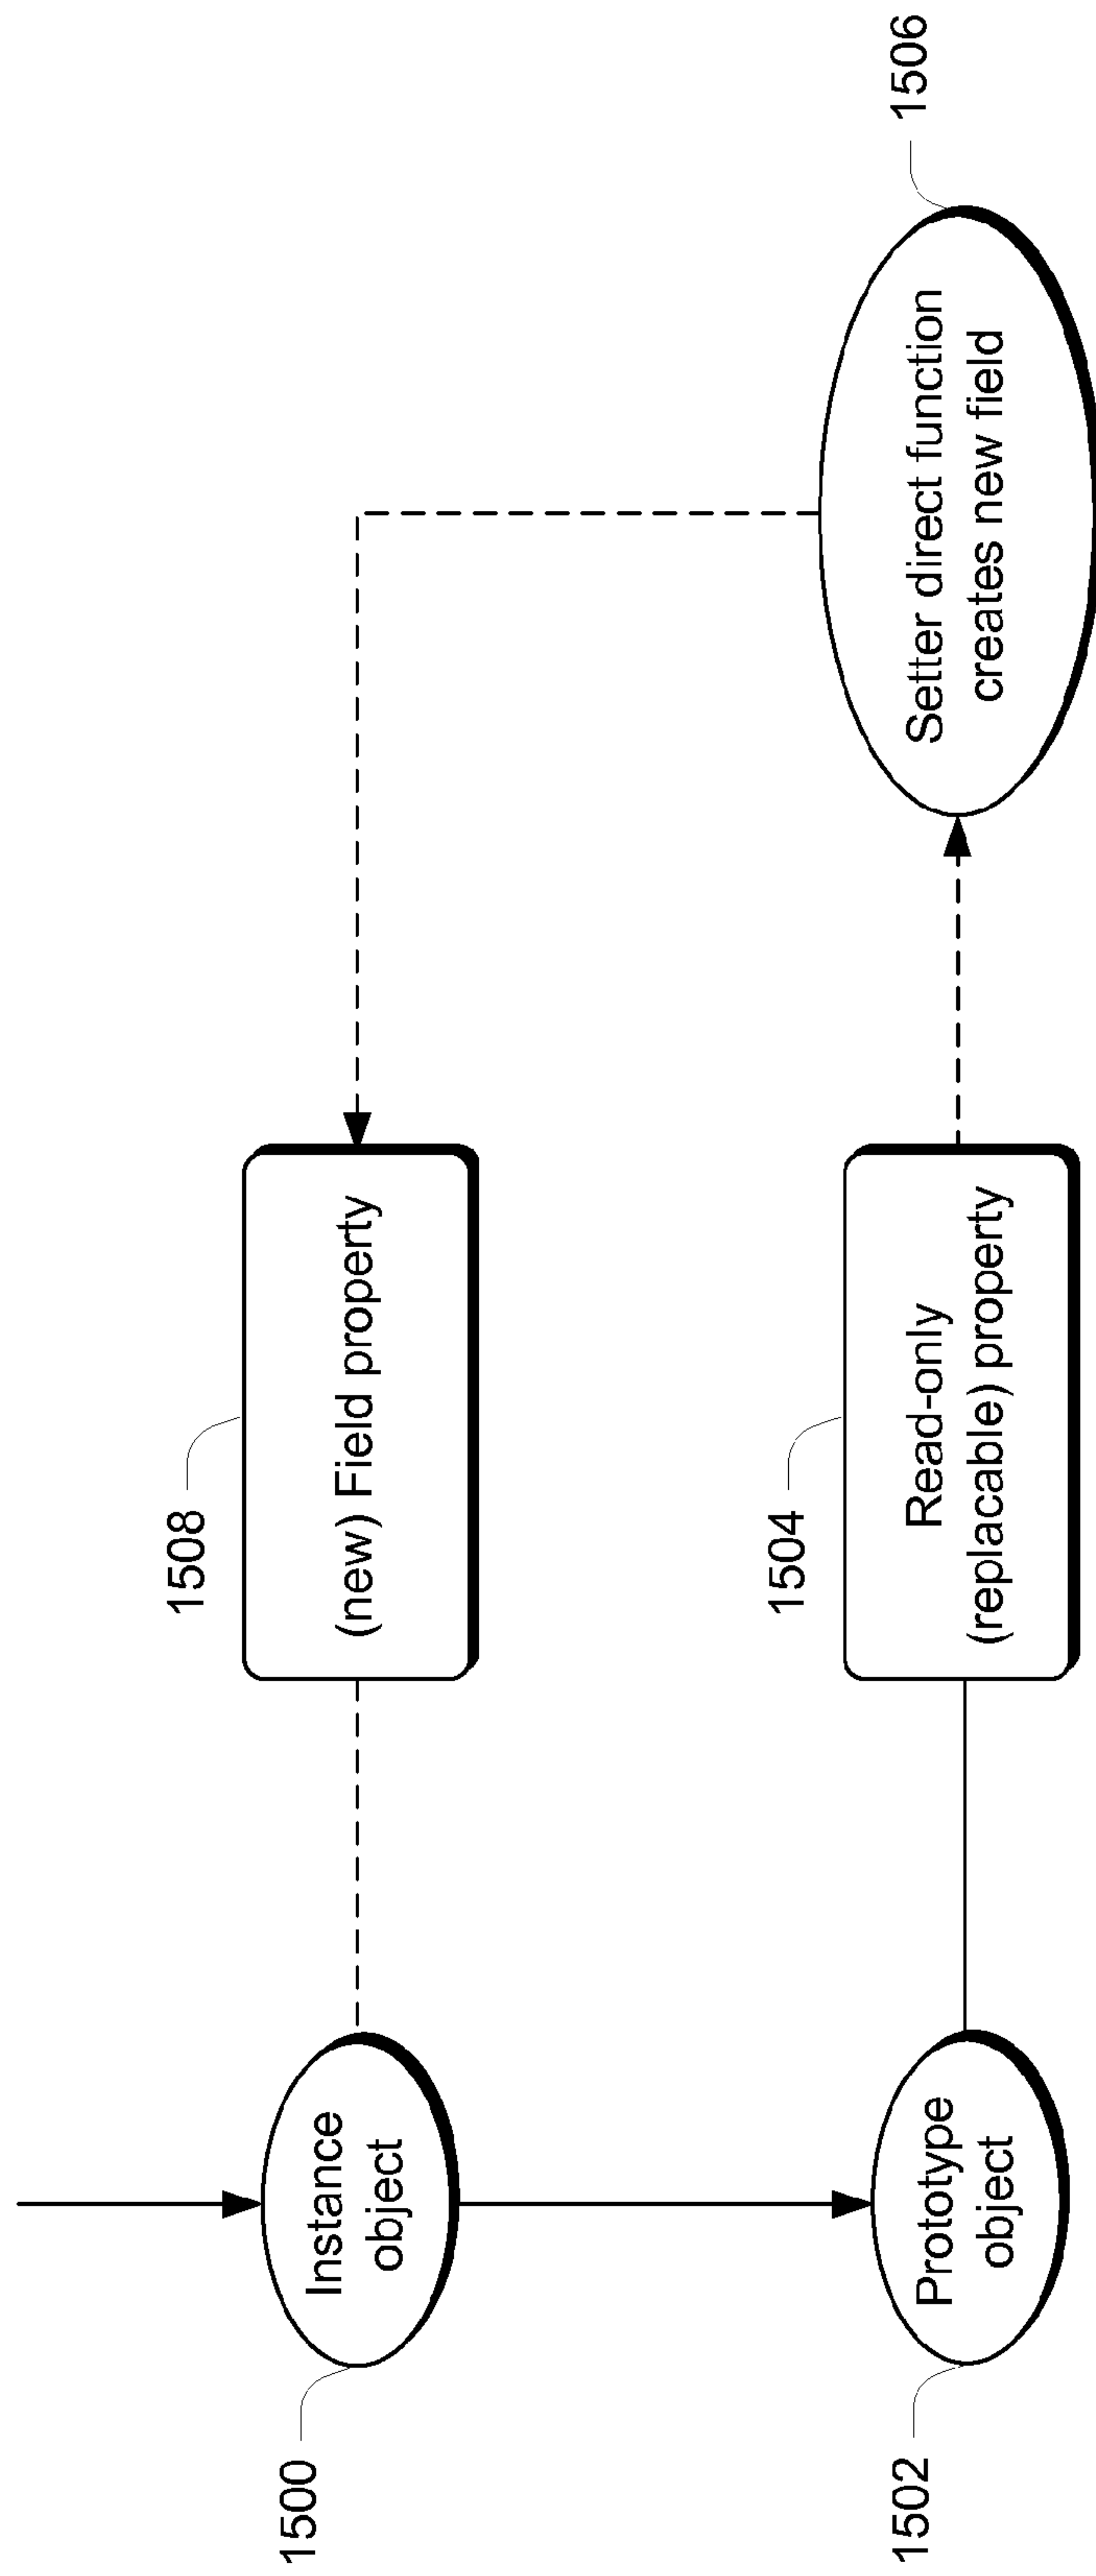 1508
1500
Instance
object
(new) Field property
1506
1504
1502
Prototype
object
Read-only
(replacable) property
Setter direct function
creates new field